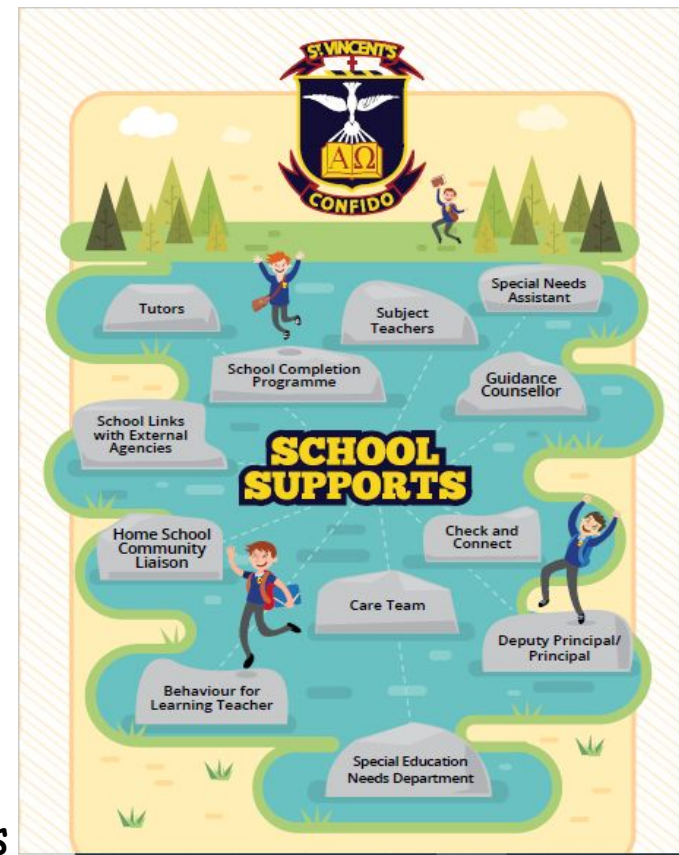 ST. VINCENT'S
ΑΩ
CONFIDO
Special Needs
Assistant
Tutors
Subject
Teachers
School Completion
Programme
Guidance
Counsellor
School Links
with External
Agencies
SCHOOL
SUPPORTS
Check and
Connect
Home School
Community
Liaison
Care Team
Deputy Principal/
Principal
Behaviour for
Learning Teacher
Special Education
Needs Department
s